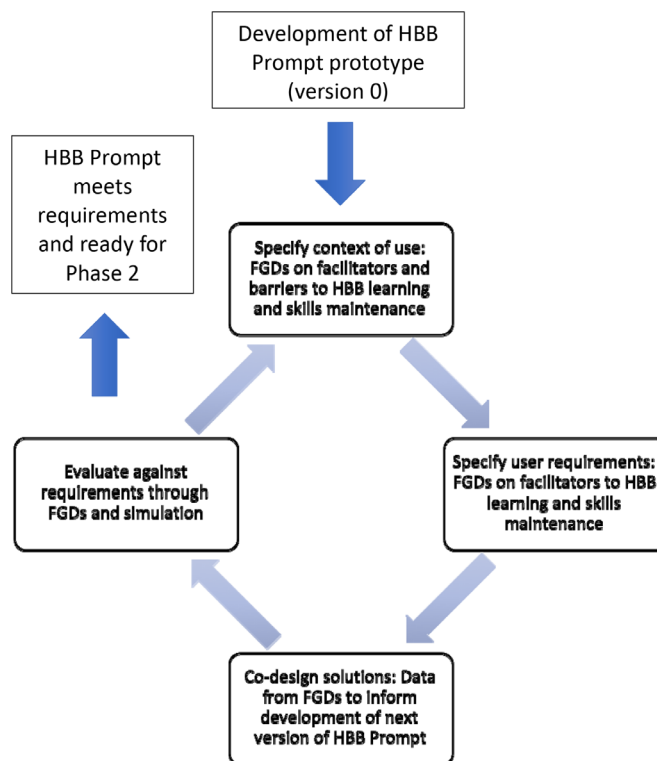 Development of HBB
Prompt prototype
(version 0)
HBB Prompt
meets
requirements
and ready for
Phase 2
Specify context of use:
FGDs on facilitators and
barriers to HBB learning
and skills maintenance
Specify user requirements:
FGDs on facilitators to HBB
learning and skills
maintenance
Co-design solutions: Data
from FGDs to inform
development of next
version of HBB Prompt
Evaluate against
requirements through
FGDs and simulation